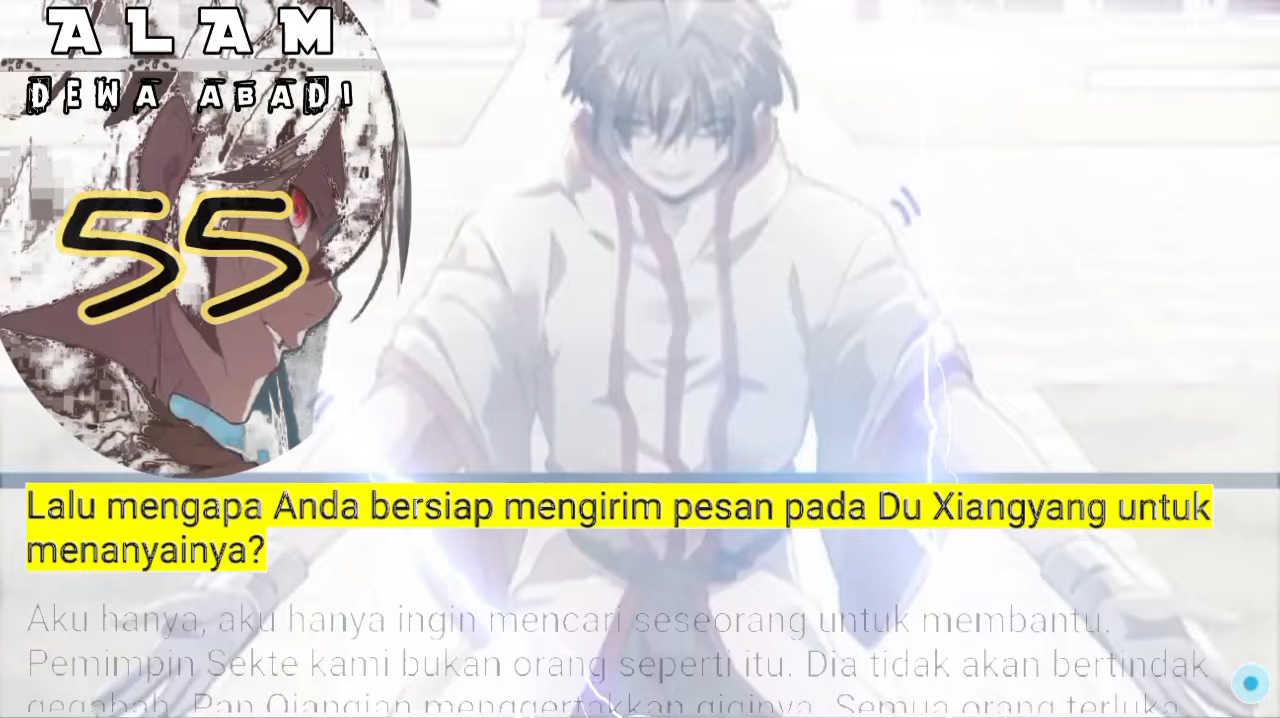 ALAM
DEWA ABADI
55
Lalu mengapa Anda bersiap mengirim pesan pada Du Xiangyang untuk
menanyainya?
Aku hanya, aku hanya ingin mencari seseorang untuk membantu.
Pemimpin Sekte kami bukan orang seperti itu. Dia tidak akan bertindak
gegabah. Pan Qiangian menggertakkan giginya. Semua orang terluka